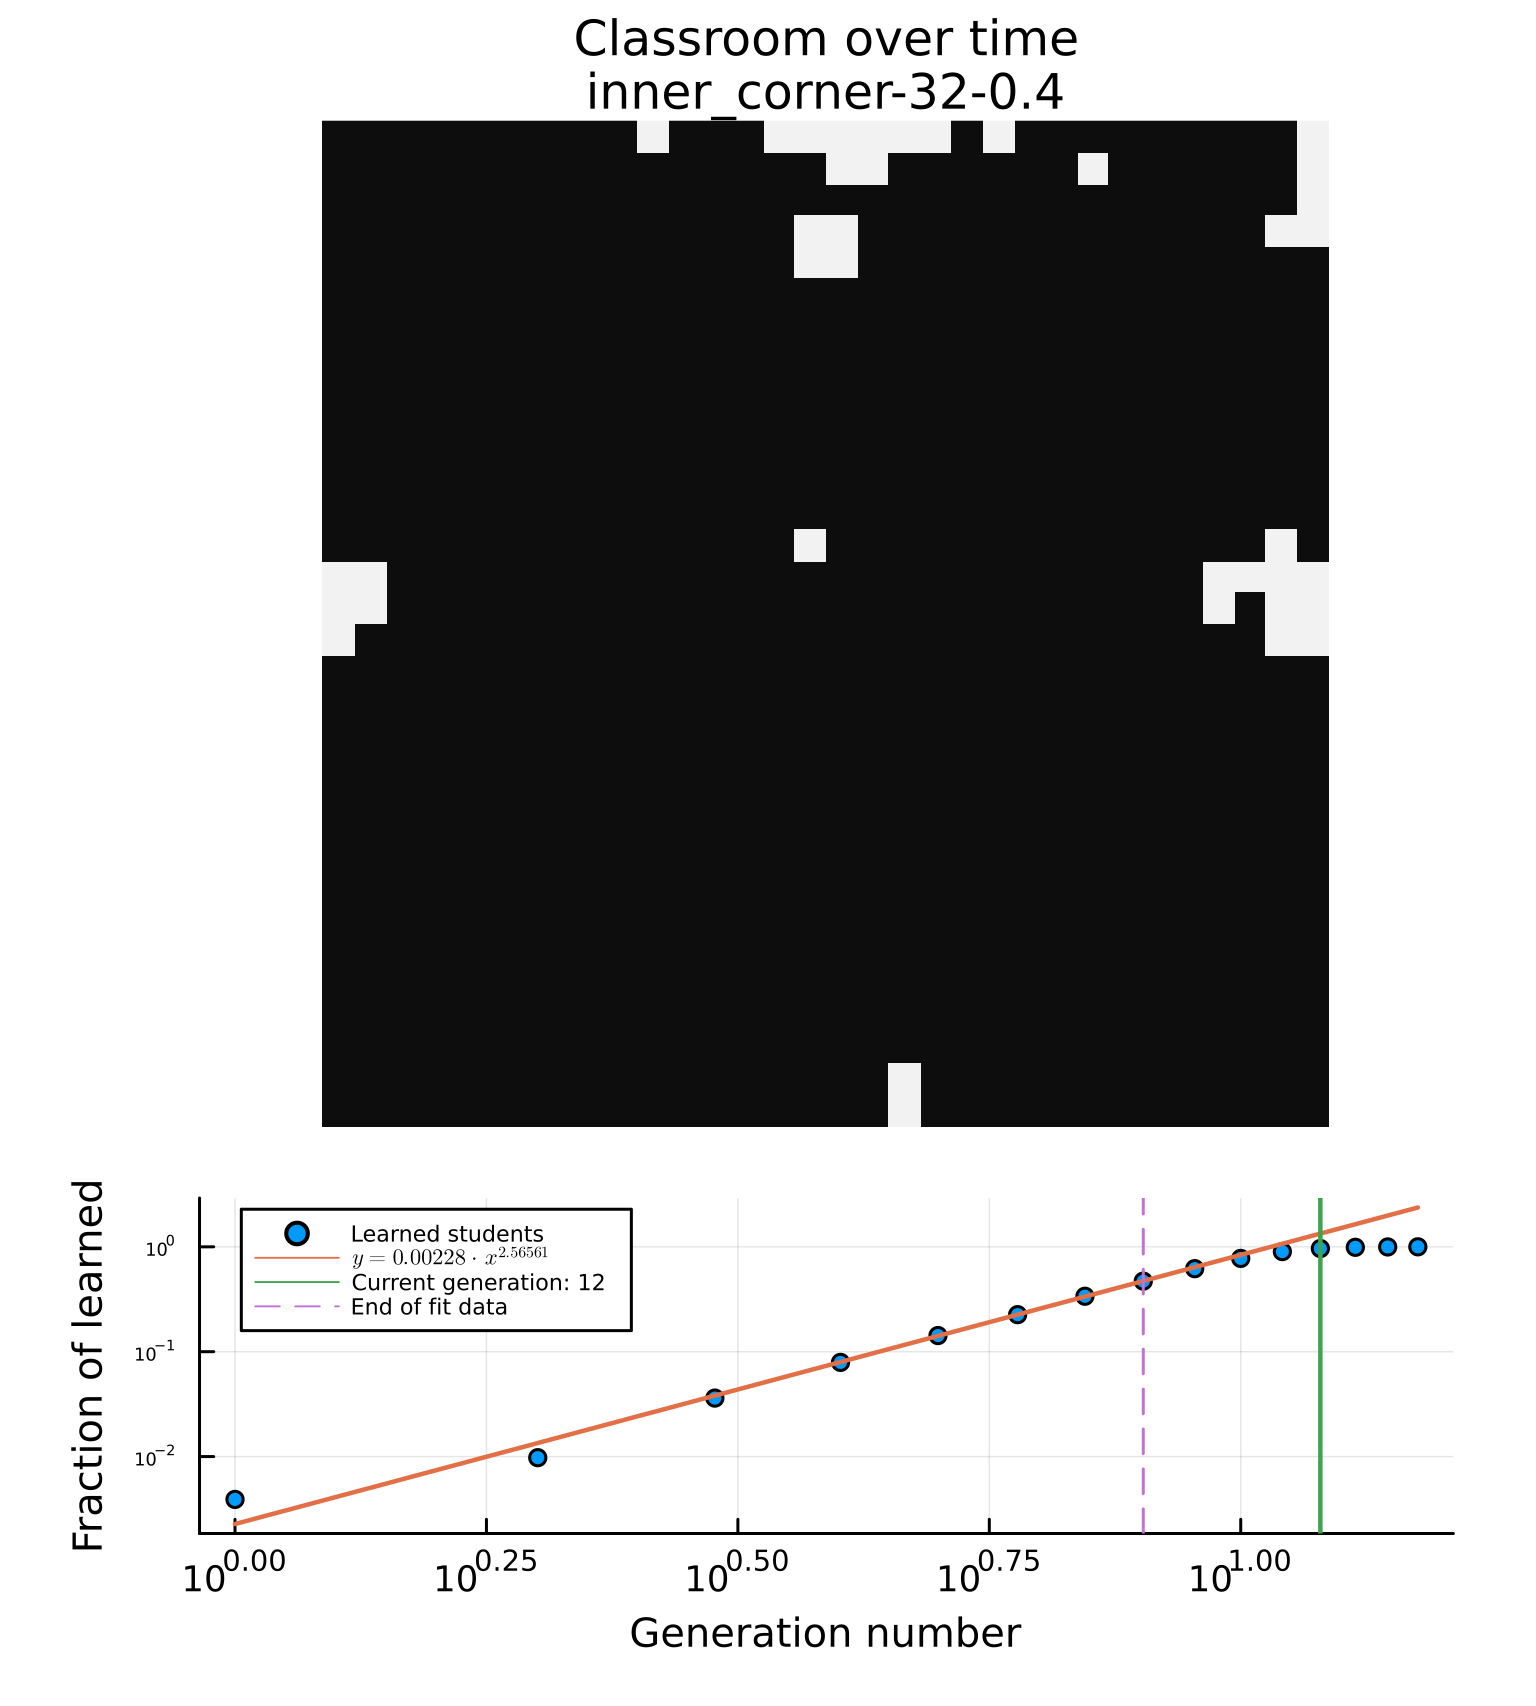 Classroom over time
inner_corner-32-0.4
Fraction of learned
10^0
10^-1
10^-2
Learned students
y = 0.00228 · x^2.56561
Current generation: 12
End of fit data
10^0.00 10^0.25 10^0.50 10^0.75 10^1.00
Generation number